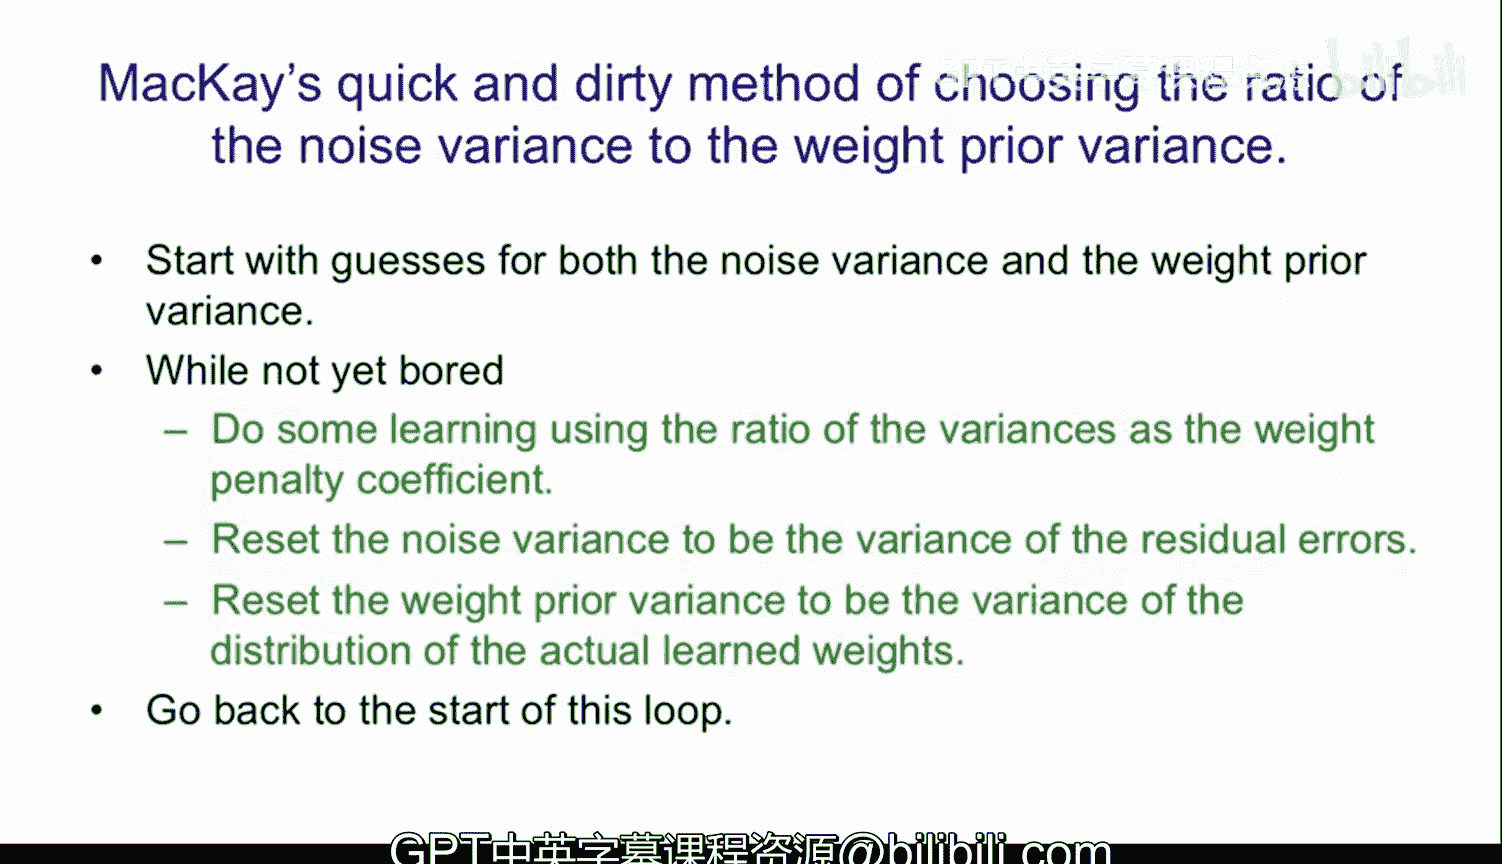 MacKay's quick and dirty method of choosing the ratio of
the noise variance to the weight prior variance.
• Start with guesses for both the noise variance and the weight prior
variance.
• While not yet bored
– Do some learning using the ratio of the variances as the weight
penalty coefficient.
– Reset the noise variance to be the variance of the residual errors.
– Reset the weight prior variance to be the variance of the
distribution of the actual learned weights.
• Go back to the start of this loop.
GPT中英字幕课程资源@bilibili.com